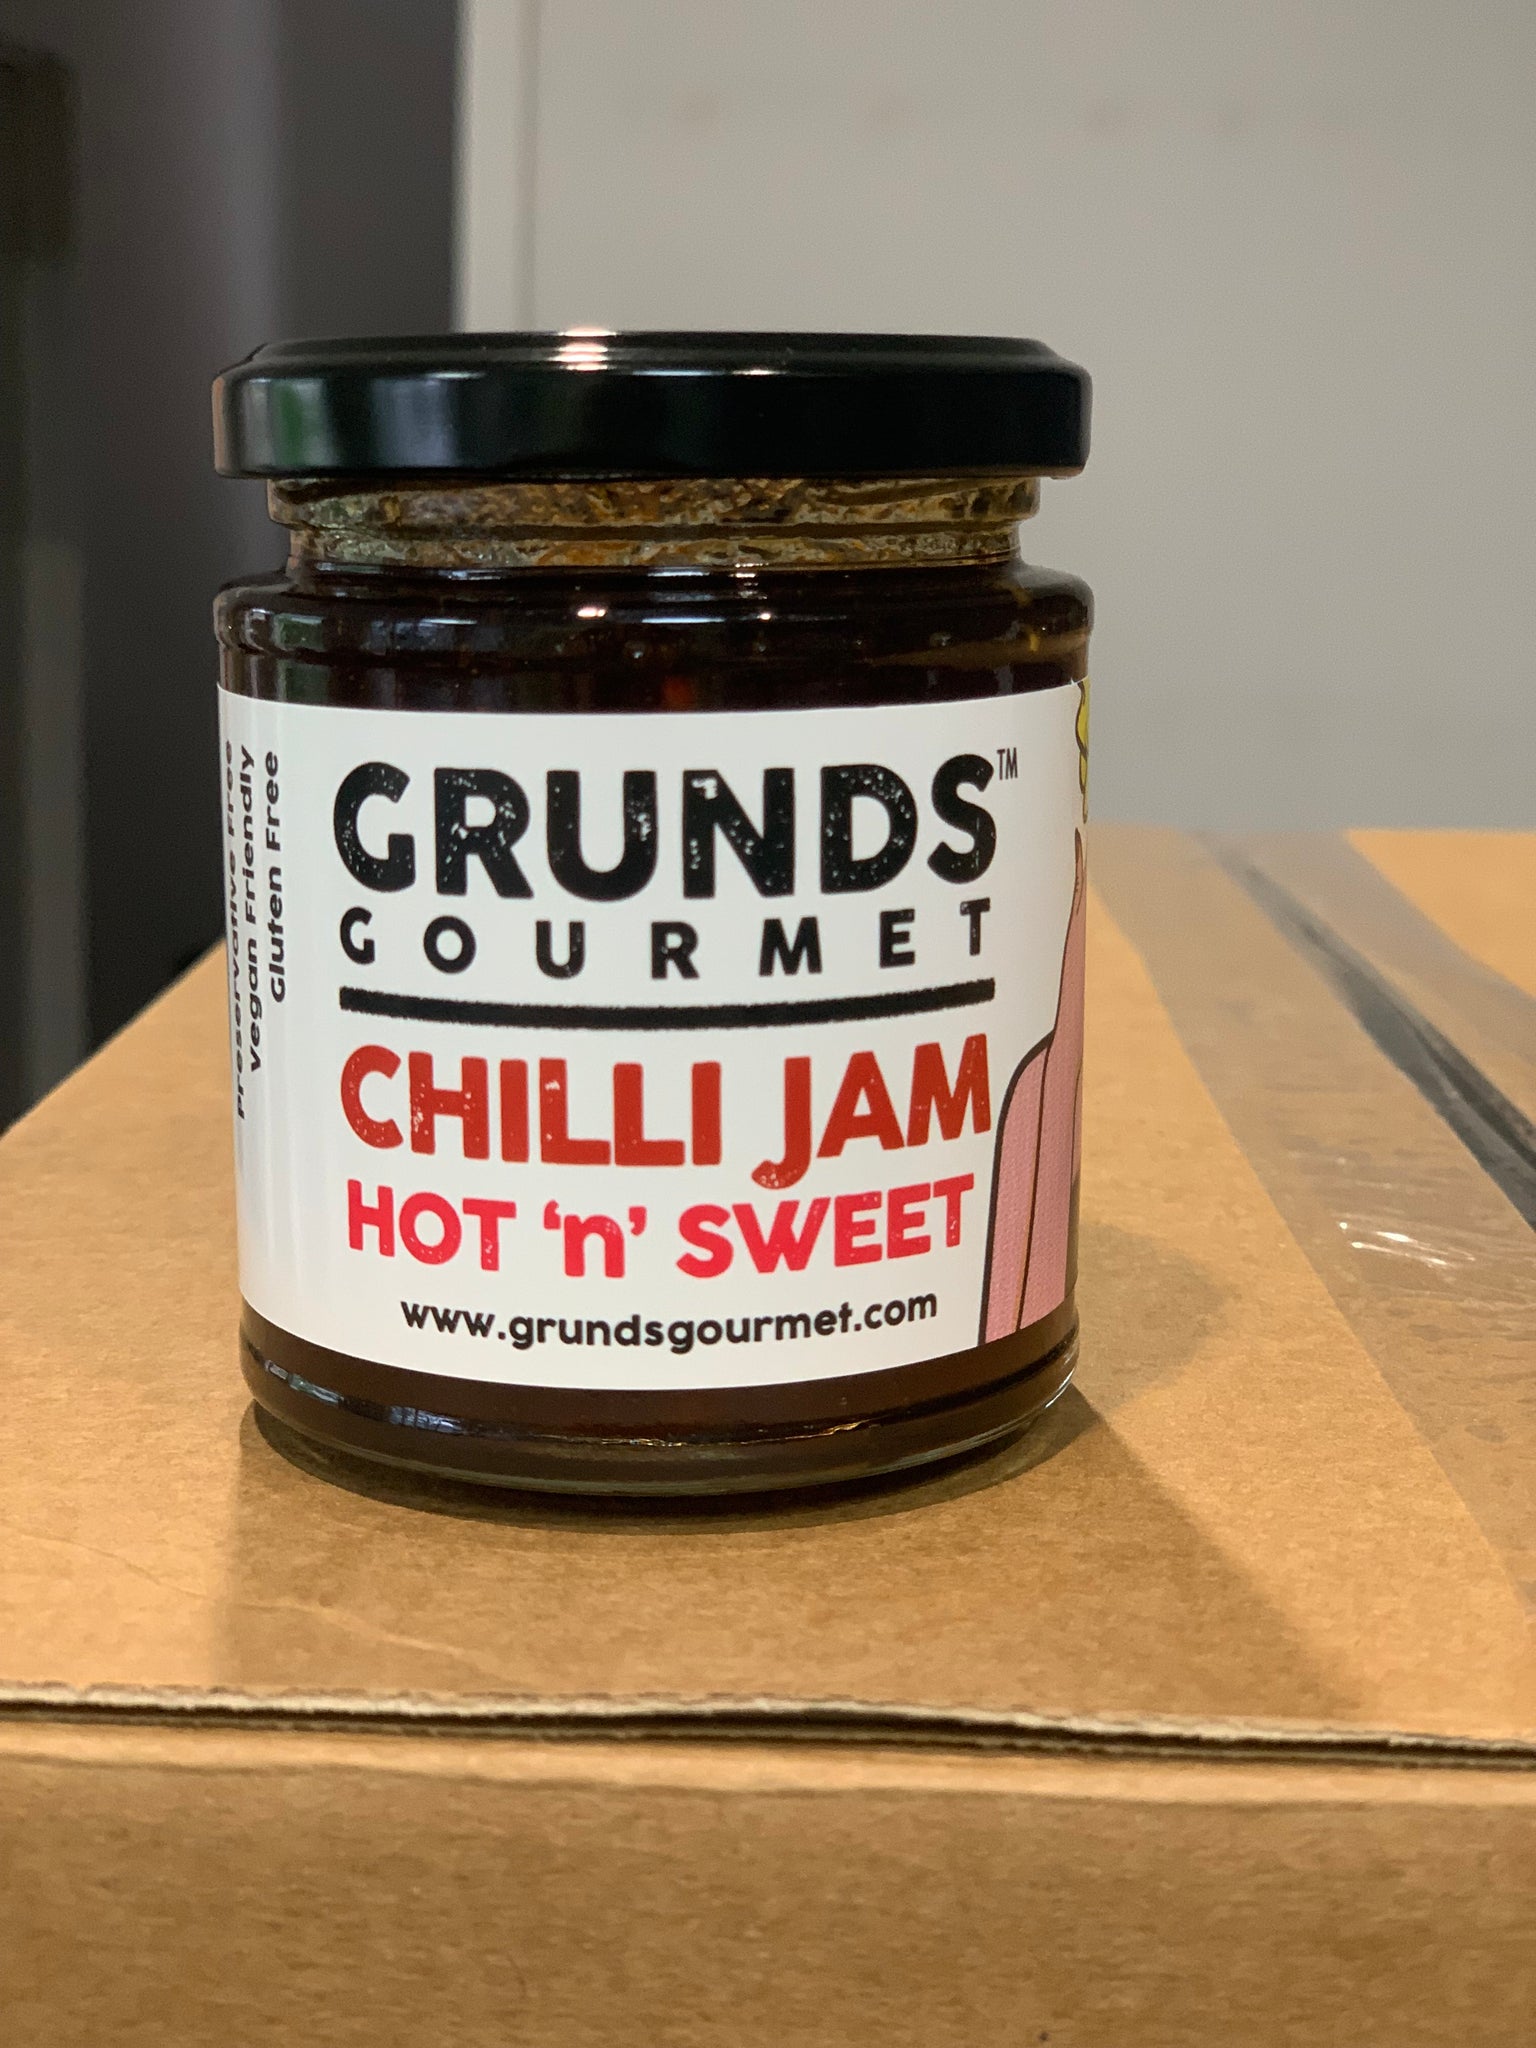 GRUNDS™
GOURMET
CHILLI JAM
HOT ‘n’ SWEET
www.grundsgourmet.com
Preservative Free
Vegan Friendly
Gluten Free